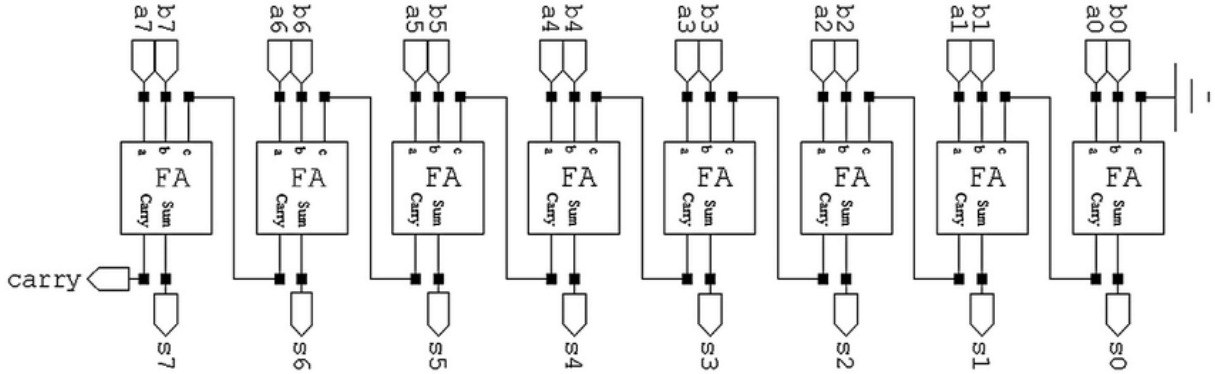 a7 b7 a6 b6 a5 b5 a4 b4 a3 b3 a2 b2 a1 b1 a0 b0
a b c a b c a b c a b c a b c a b c a b c a b c
FA FA FA FA FA FA FA FA
Carry Sum Carry Sum Carry Sum Carry Sum Carry Sum Carry Sum Carry Sum Carry Sum
carry
s7 s6 s5 s4 s3 s2 s1 s0